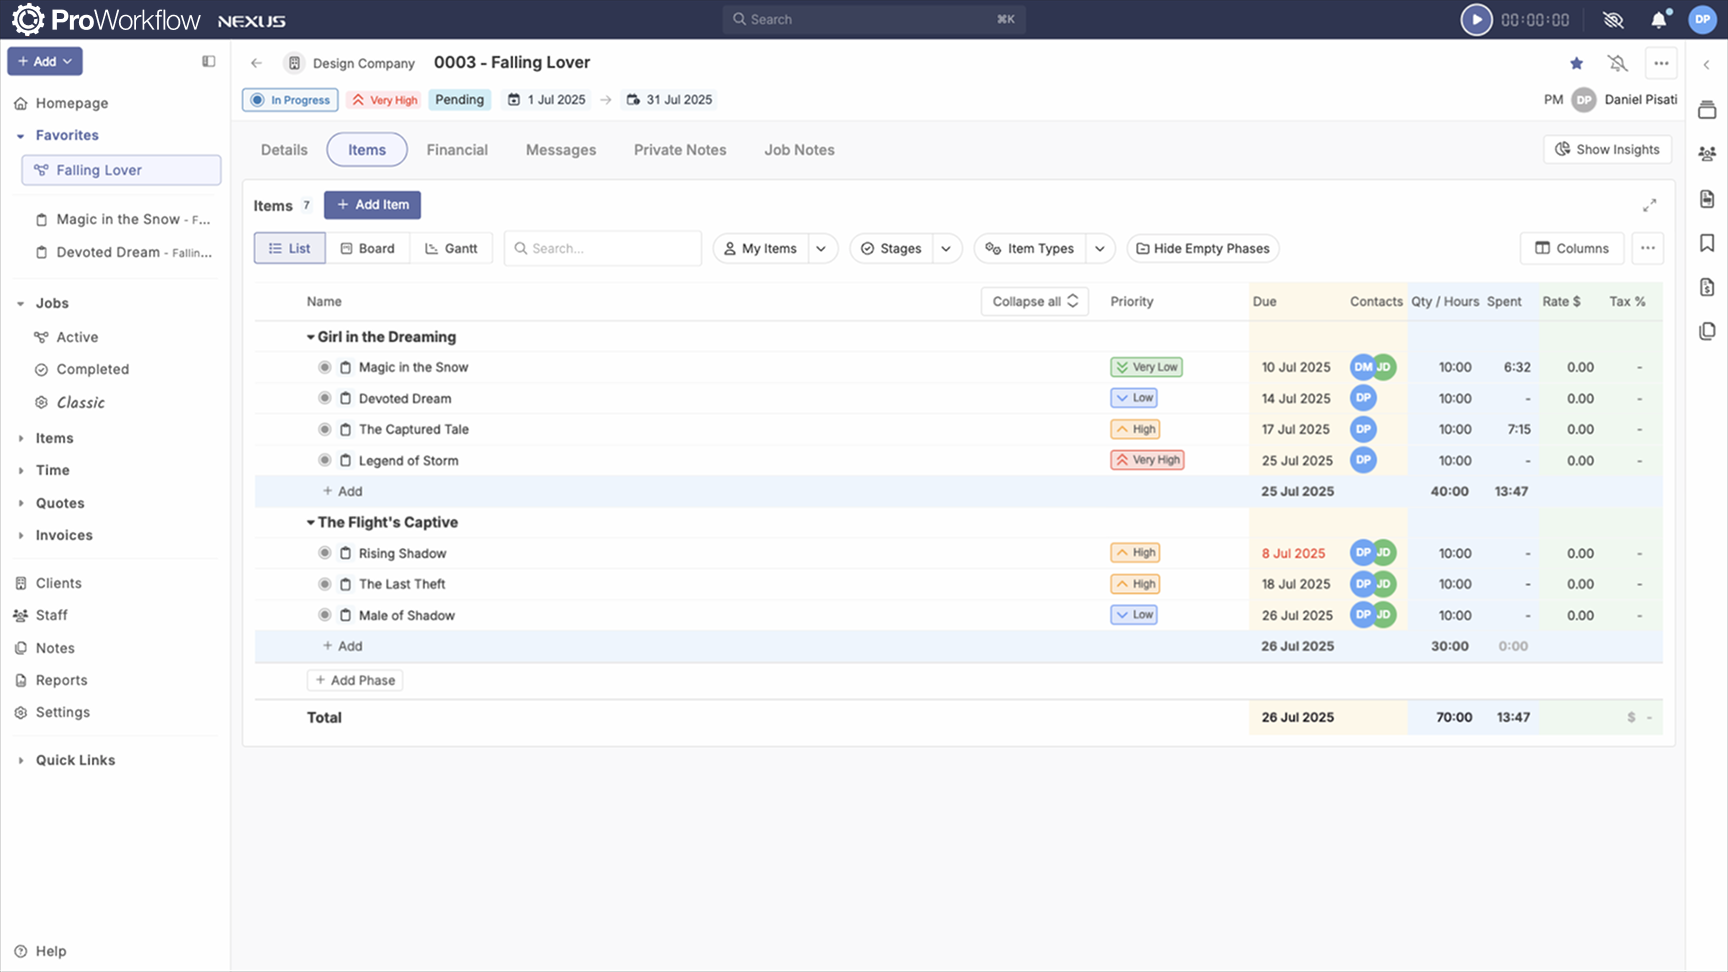 ProWorkflow NEXUS
Search ⌘K
00:00:00
DP
+ Add
Homepage
Favorites
Falling Lover
Magic in the Snow - F...
Devoted Dream - Fallin...
Jobs
Active
Completed
Classic
Items
Time
Quotes
Invoices
Clients
Staff
Notes
Reports
Settings
Quick Links
Help
Design Company 0003 - Falling Lover
In Progress Very High Pending 1 Jul 2025 → 31 Jul 2025
PM DP Daniel Pisati
Details Items Financial Messages Private Notes Job Notes
Show Insights
Items 7 + Add Item
List Board Gantt Search... My Items Stages Item Types Hide Empty Phases Columns
Name Collapse all Priority Due Contacts Qty / Hours Spent Rate $ Tax %
Girl in the Dreaming
Magic in the Snow Very Low 10 Jul 2025 DM JD 10:00 6:32 0.00 -
Devoted Dream Low 14 Jul 2025 DP 10:00 - 0.00 -
The Captured Tale High 17 Jul 2025 DP 10:00 7:15 0.00 -
Legend of Storm Very High 25 Jul 2025 DP 10:00 - 0.00 -
+ Add 25 Jul 2025 40:00 13:47
The Flight's Captive
Rising Shadow High 8 Jul 2025 DP JD 10:00 - 0.00 -
The Last Theft High 18 Jul 2025 DP JD 10:00 - 0.00 -
Male of Shadow Low 26 Jul 2025 DP JD 10:00 - 0.00 -
+ Add 26 Jul 2025 30:00 0:00
+ Add Phase
Total 26 Jul 2025 70:00 13:47 $ -